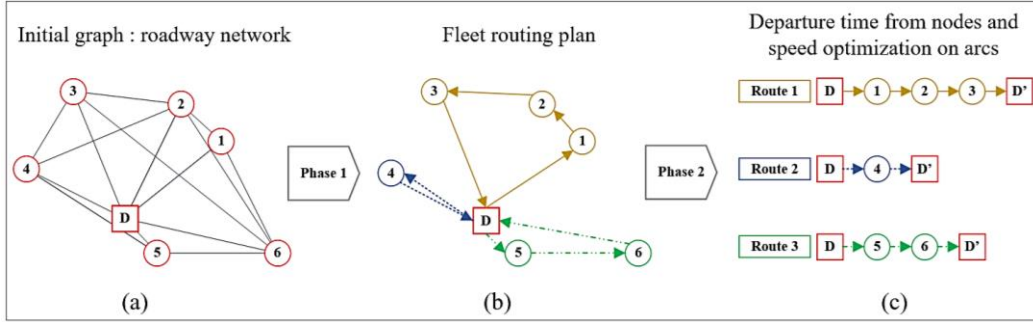 Initial graph : roadway network
3
2
1
4
D
5
6
(a)
Phase 1
Fleet routing plan
3
2
1
4
D
5
6
(b)
Phase 2
Departure time from nodes and
speed optimization on arcs
Route 1 D 1 2 3 D'
Route 2 D 4 D'
Route 3 D 5 6 D'
(c)